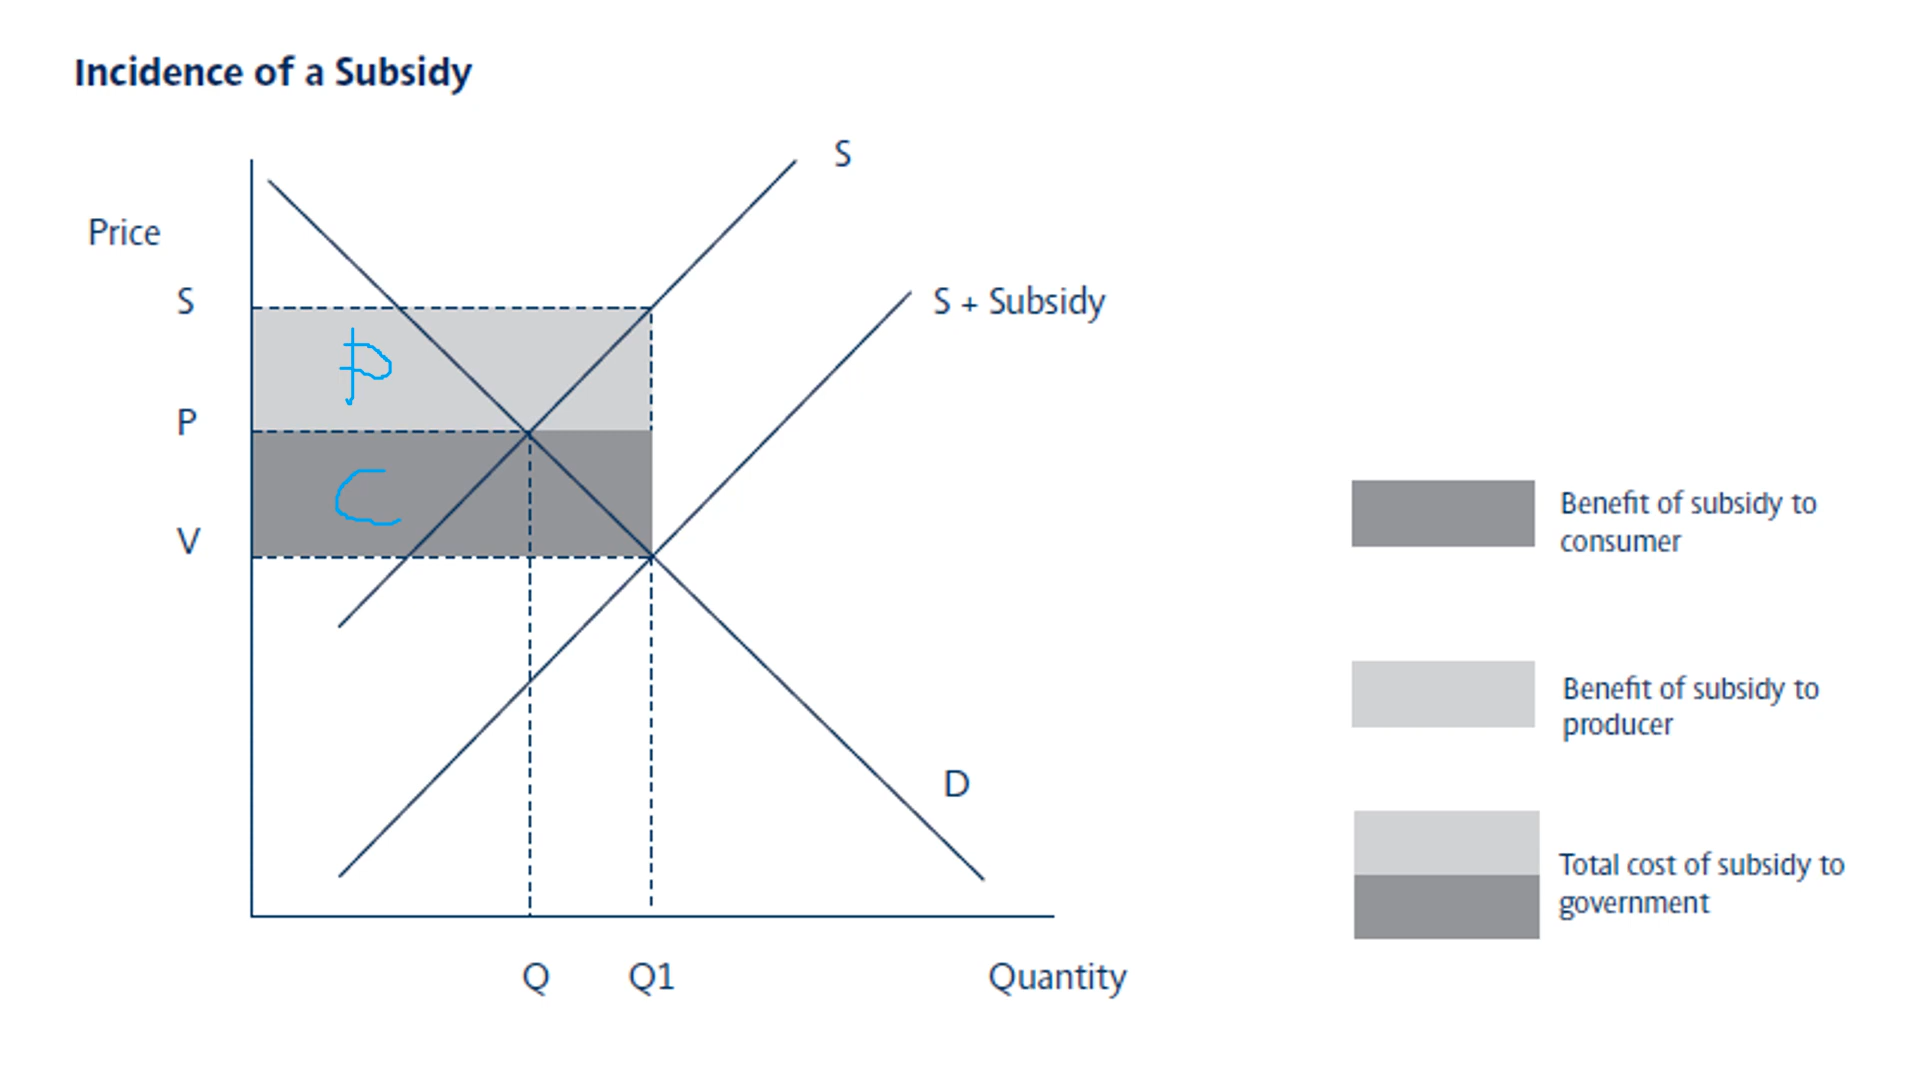 Incidence of a Subsidy
S
Price
S
S + Subsidy
P
P
C
V
D
Q
Q1
Quantity
Benefit of subsidy to
consumer
Benefit of subsidy to
producer
Total cost of subsidy to
government